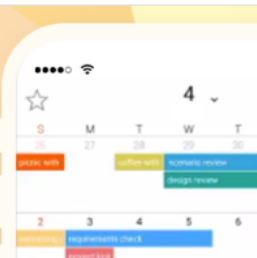 4
S M T W T
26 27 28 29 30
picnic with coffee with scenario review
design review
2 3 4 5 6
requirements check